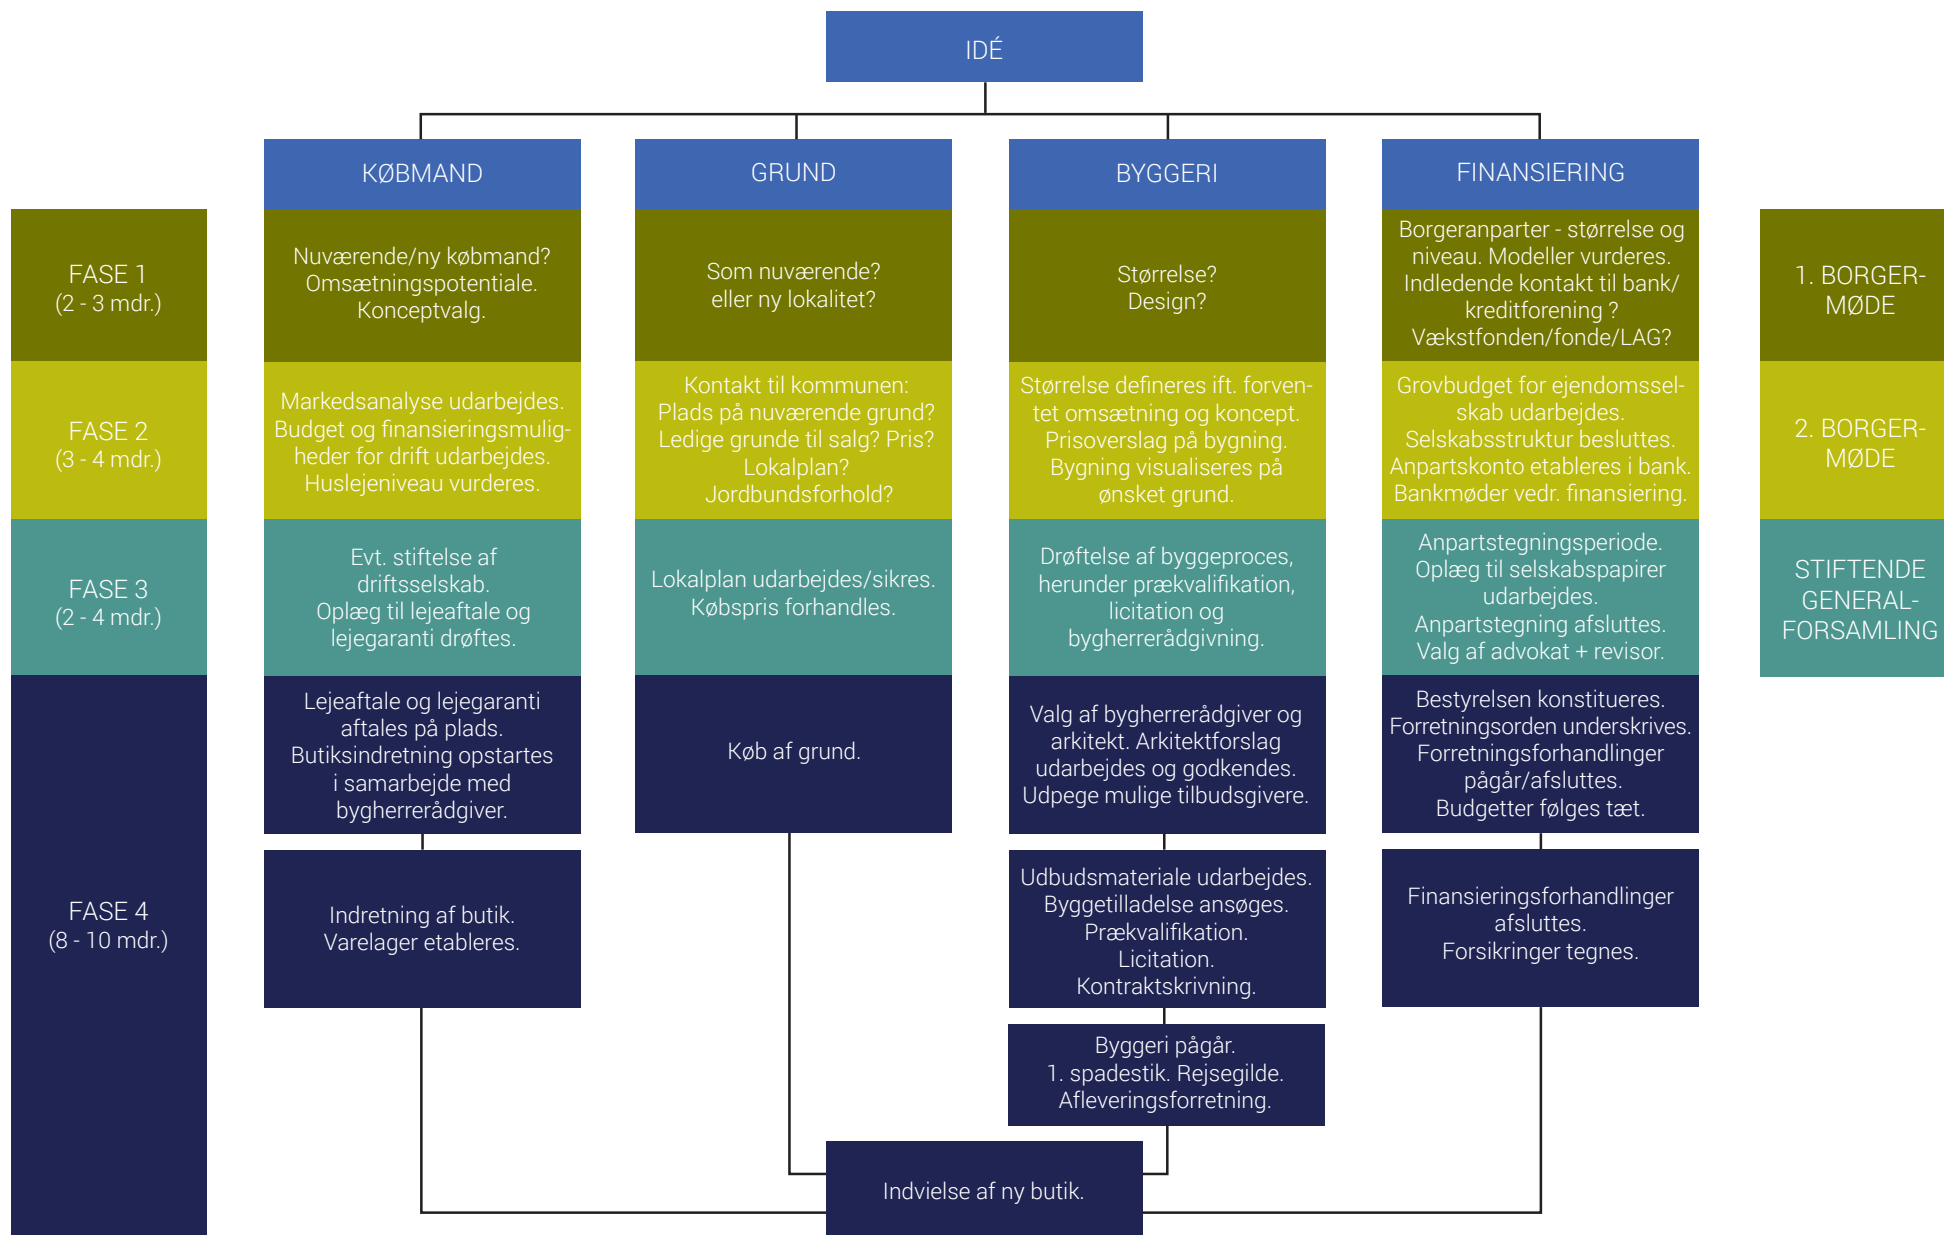 IDÉ
KØBMAND
GRUND
BYGGERI
FINANSIERING
FASE 1
(2 - 3 mdr.)
Nuværende/ny købmand?
Omsætningspotentiale.
Konceptvalg.
Som nuværende?
eller ny lokalitet?
Størrelse?
Design?
Borgeranparter - størrelse og
niveau. Modeller vurderes.
Indledende kontakt til bank/
kreditforening ?
Vækstfonden/fonde/LAG?
1. BORGER-
MØDE
FASE 2
(3 - 4 mdr.)
Markedsanalyse udarbejdes.
Budget og finansieringsmulig-
heder for drift udarbejdes.
Huslejeniveau vurderes.
Kontakt til kommunen:
Plads på nuværende grund?
Ledige grunde til salg? Pris?
Lokalplan?
Jordbundsforhold?
Størrelse defineres ift. forven-
tet omsætning og koncept.
Prisoverslag på bygning.
Bygning visualiseres på
ønsket grund.
Grovbudget for ejendomssel-
skab udarbejdes.
Selskabsstruktur besluttes.
Anpartskonto etableres i bank.
Bankmøder vedr. finansiering.
2. BORGER-
MØDE
FASE 3
(2 - 4 mdr.)
Evt. stiftelse af
driftsselskab.
Oplæg til lejeaftale og
lejegaranti drøftes.
Lokalplan udarbejdes/sikres.
Købspris forhandles.
Drøftelse af byggeproces,
herunder prækvalifikation,
licitation og
bygherrerådgivning.
Anpartstegningsperiode.
Oplæg til selskabspapirer
udarbejdes.
Anpartstegning afsluttes.
Valg af advokat + revisor.
STIFTENDE
GENERAL-
FORSAMLING
FASE 4
(8 - 10 mdr.)
Lejeaftale og lejegaranti
aftales på plads.
Butiksindretning opstartes
i samarbejde med
bygherrerådgiver.
Køb af grund.
Valg af bygherrerådgiver og
arkitekt. Arkitektforslag
udarbejdes og godkendes.
Udpege mulige tilbudsgivere.
Bestyrelsen konstitueres.
Forretningsorden underskrives.
Forretningsforhandlinger
pågår/afsluttes.
Budgetter følges tæt.
Indretning af butik.
Varelager etableres.
Udbudsmateriale udarbejdes.
Byggetilladelse ansøges.
Prækvalifikation.
Licitation.
Kontraktskrivning.
Finansieringsforhandlinger
afsluttes.
Forsikringer tegnes.
Byggeri pågår.
1. spadestik. Rejsegilde.
Afleveringsforretning.
Indvielse af ny butik.